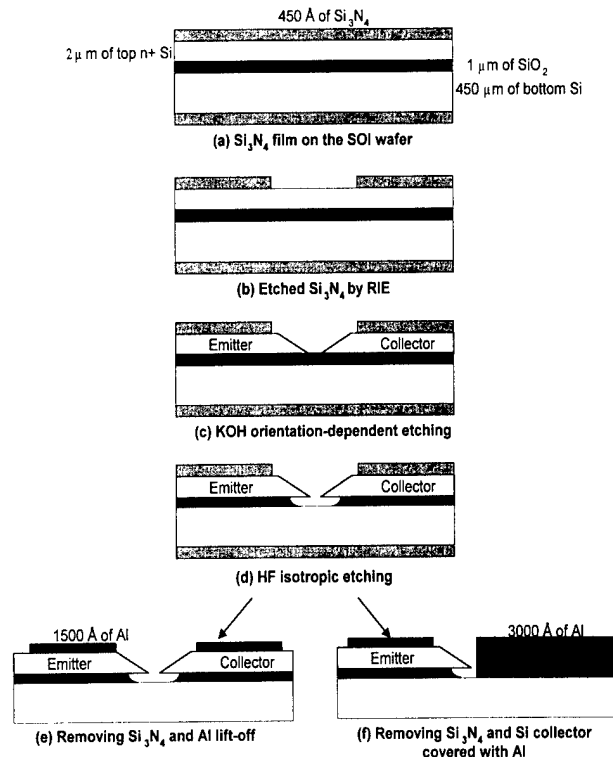 450 Å of Si3N4
2 μm of top n+ Si
1 μm of SiO2
450 μm of bottom Si
(a) Si3N4 film on the SOI wafer
(b) Etched Si3N4 by RIE
Emitter
Collector
(c) KOH orientation-dependent etching
Emitter
Collector
(d) HF isotropic etching
1500 Å of Al
Emitter
Collector
(e) Removing Si3N4 and Al lift-off
3000 Å of Al
Emitter
(f) Removing Si3N4 and Si collector
covered with Al